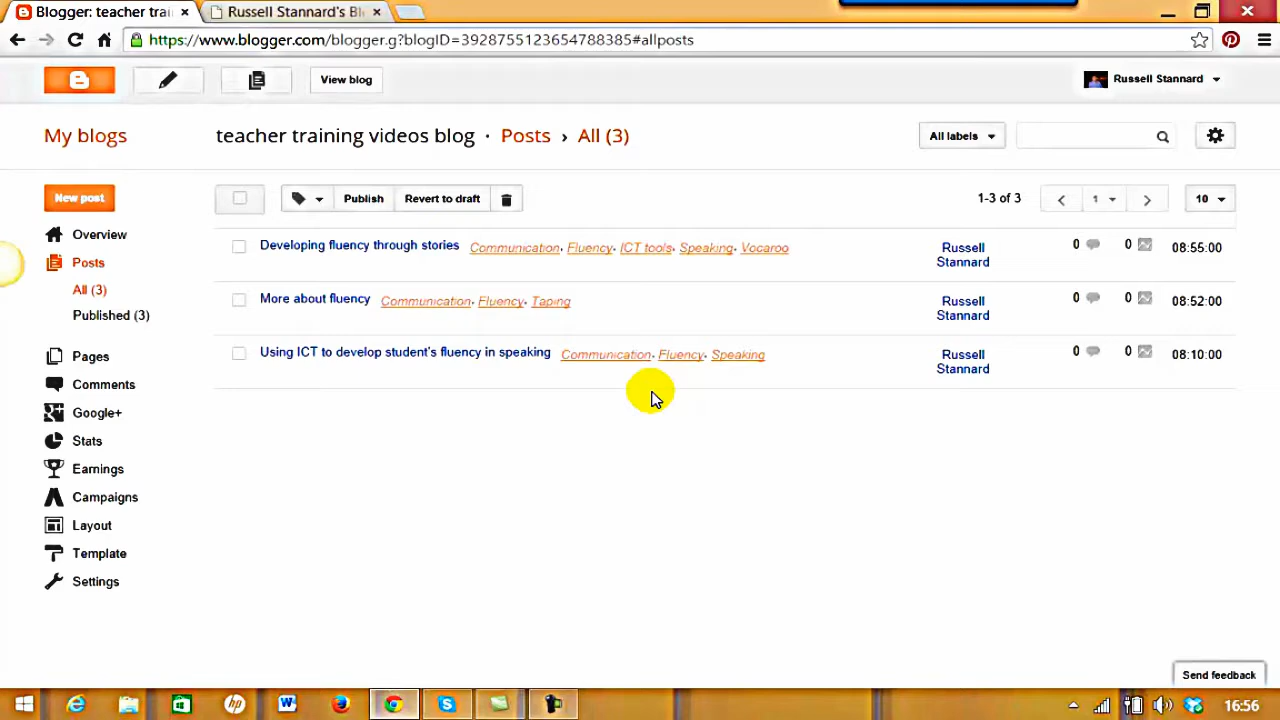 Blogger: teacher trai
Russell Stannard's Bl
https://www.blogger.com/blogger.g?blogID=3928755123654788385#allposts
View blog
Russell Stannard
My blogs
teacher training videos blog · Posts › All (3)
All labels
New post
Publish
Revert to draft
1-3 of 3
1
10
Overview
Posts
All (3)
Published (3)
Pages
Comments
Google+
Stats
Earnings
Campaigns
Layout
Template
Settings
Developing fluency through stories Communication, Fluency, ICT tools, Speaking, Vocaroo
Russell Stannard
0 0 08:55:00
More about fluency Communication, Fluency, Taping
Russell Stannard
0 0 08:52:00
Using ICT to develop student's fluency in speaking Communication, Fluency, Speaking
Russell Stannard
0 0 08:10:00
Send feedback
16:56